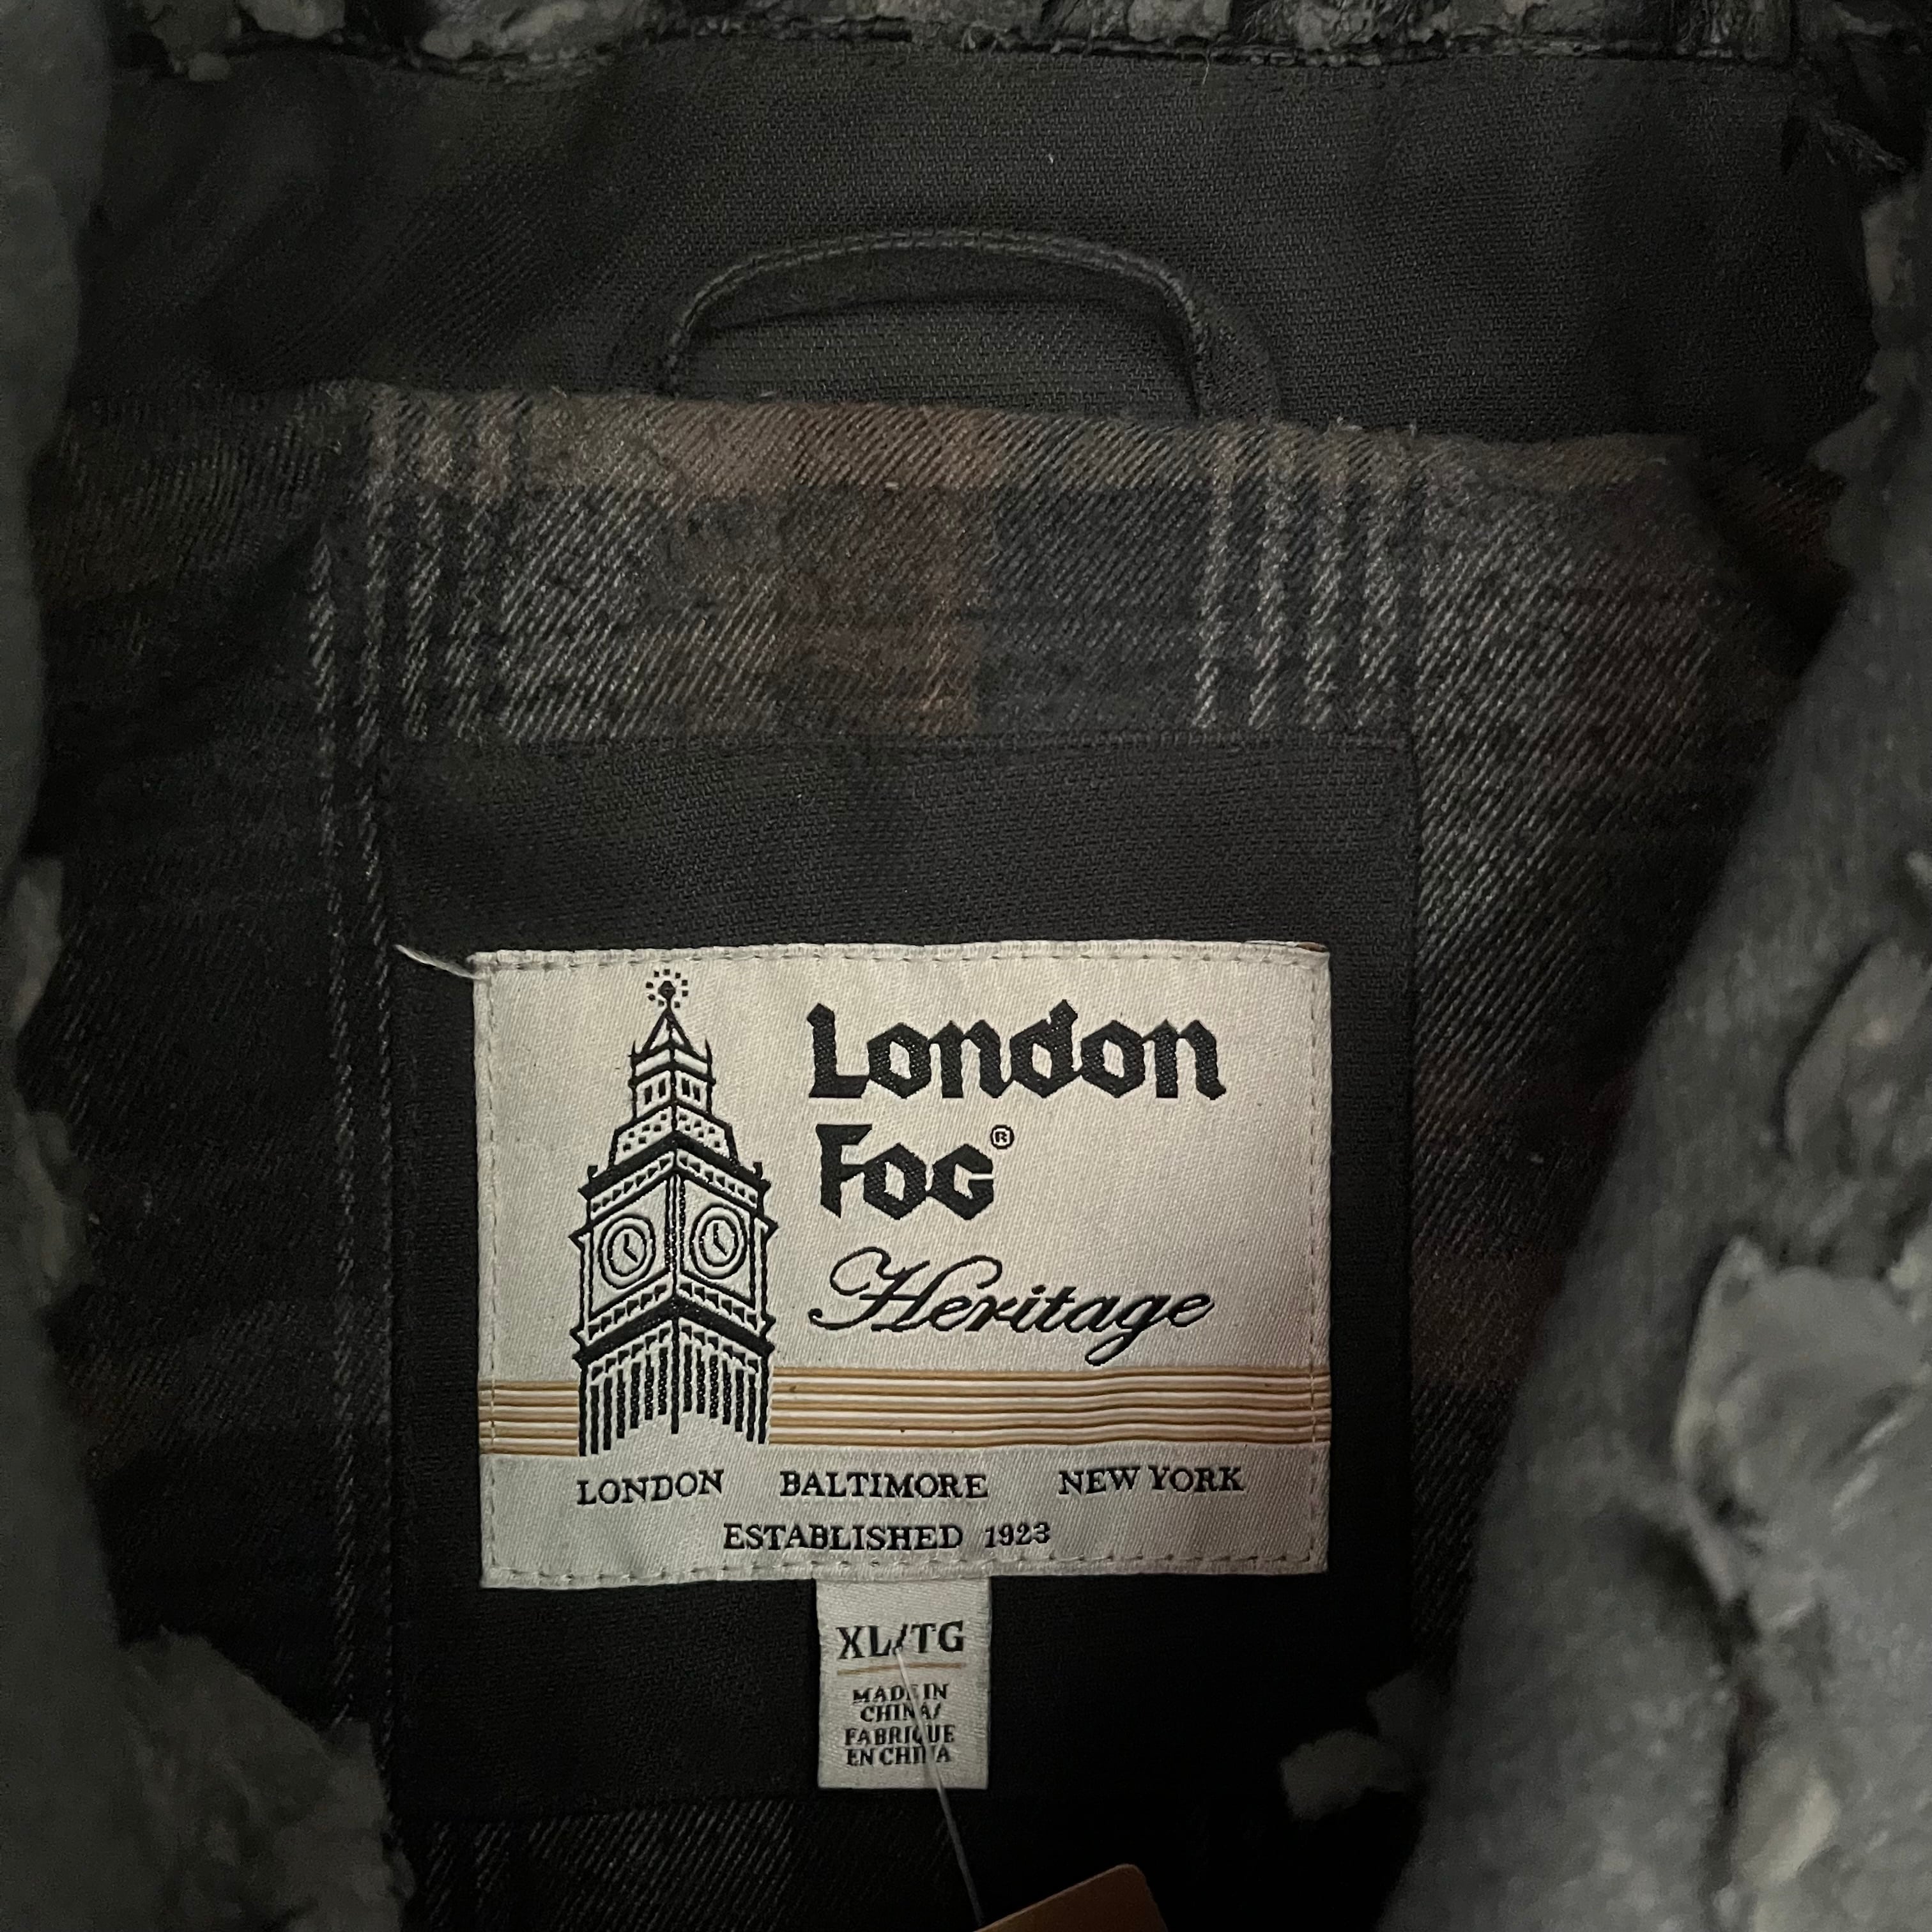 London
Fog®
Heritage
LONDON BALTIMORE NEW YORK
ESTABLISHED 1923
XL/TG
MADE IN
CHINA/
FABRIQUE
EN CHINA